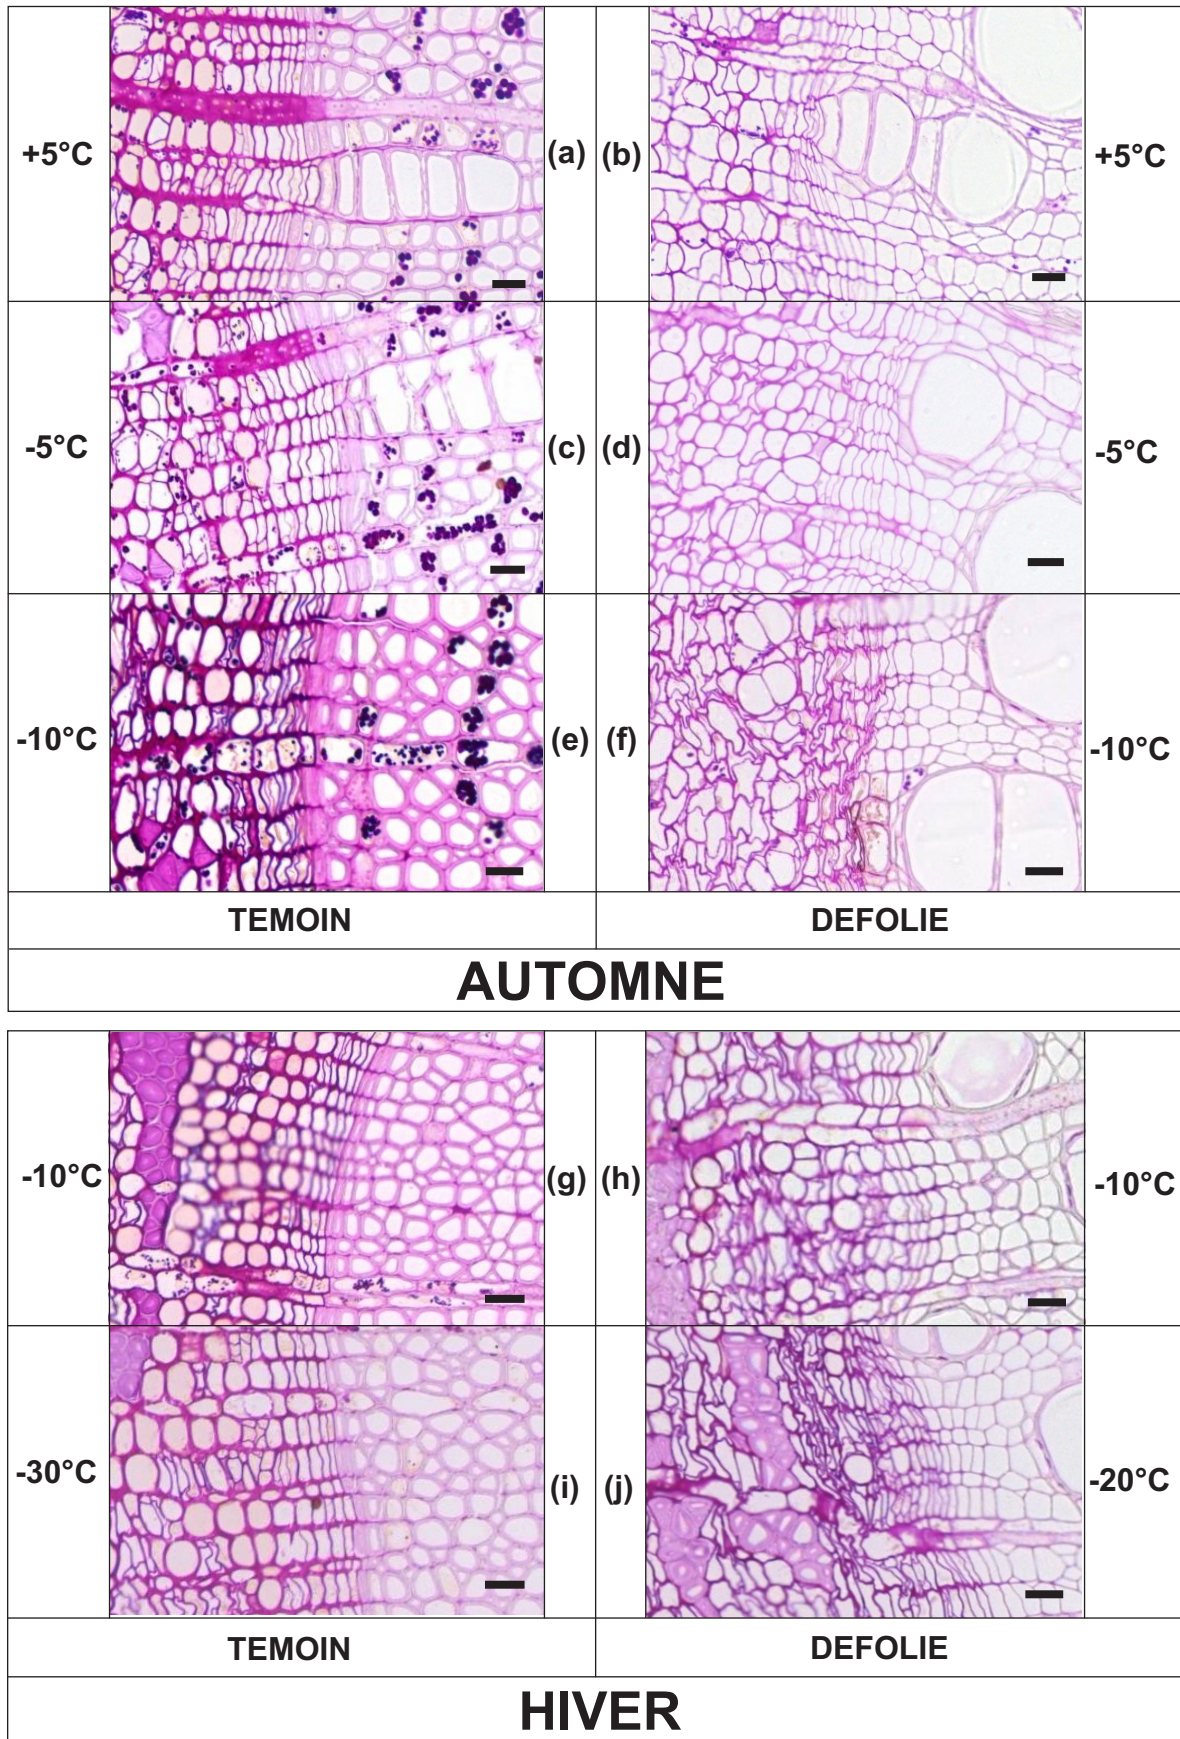 +5°C (a) (b) +5°C
-5°C (c) (d) -5°C
-10°C (e) (f) -10°C
TEMOIN DEFOLIE
AUTOMNE
-10°C (g) (h) -10°C
-30°C (i) (j) -20°C
TEMOIN DEFOLIE
HIVER